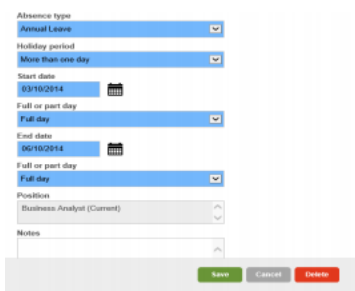 Absence type
Annual Leave
Holiday period
More than one day
Start date
03/10/2014
Full or part day
Full day
End date
06/10/2014
Full or part day
Full day
Position
Business Analyst (Current)
Notes
Save Cancel Delete